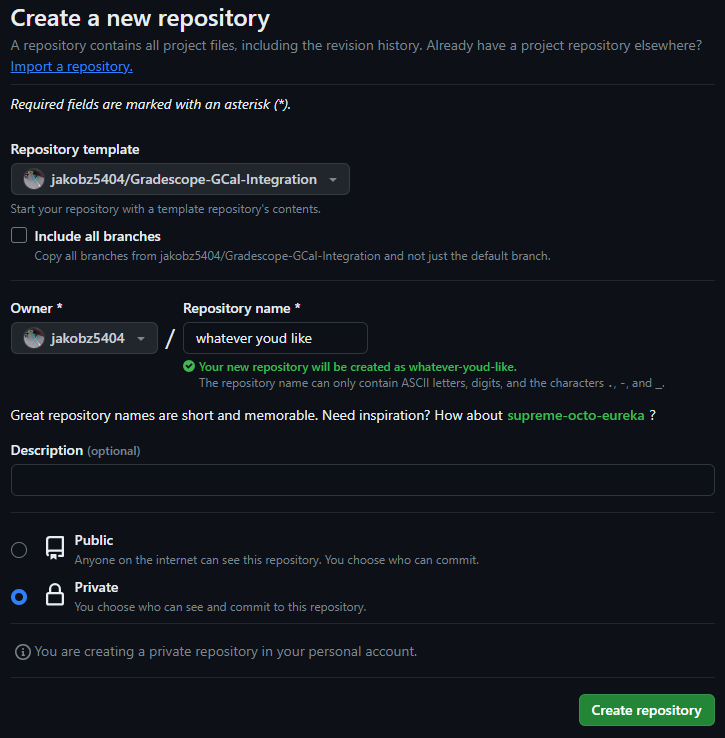 Create a new repository
A repository contains all project files, including the revision history. Already have a project repository elsewhere?
Import a repository.
Required fields are marked with an asterisk (*).
Repository template
jakobz5404/Gradescope-GCal-Integration
Start your repository with a template repository's contents.
Include all branches
Copy all branches from jakobz5404/Gradescope-GCal-Integration and not just the default branch.
Owner * Repository name *
jakobz5404 / whatever youd like
Your new repository will be created as whatever-youd-like.
The repository name can only contain ASCII letters, digits, and the characters ., -, and _.
Great repository names are short and memorable. Need inspiration? How about supreme-octo-eureka ?
Description (optional)
Public
Anyone on the internet can see this repository. You choose who can commit.
Private
You choose who can see and commit to this repository.
You are creating a private repository in your personal account.
Create repository